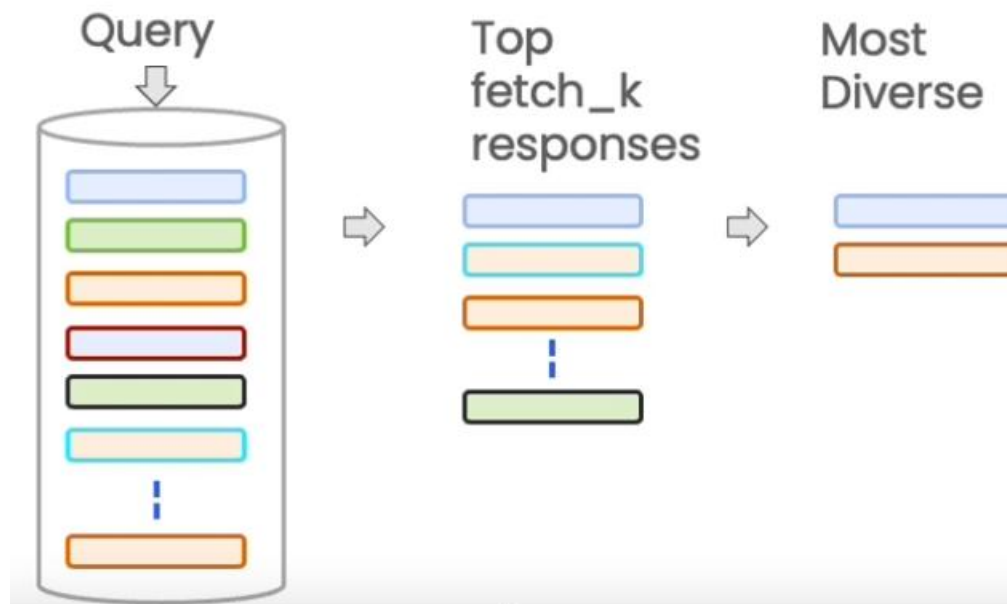 Query
Top
fetch_k
responses
Most
Diverse